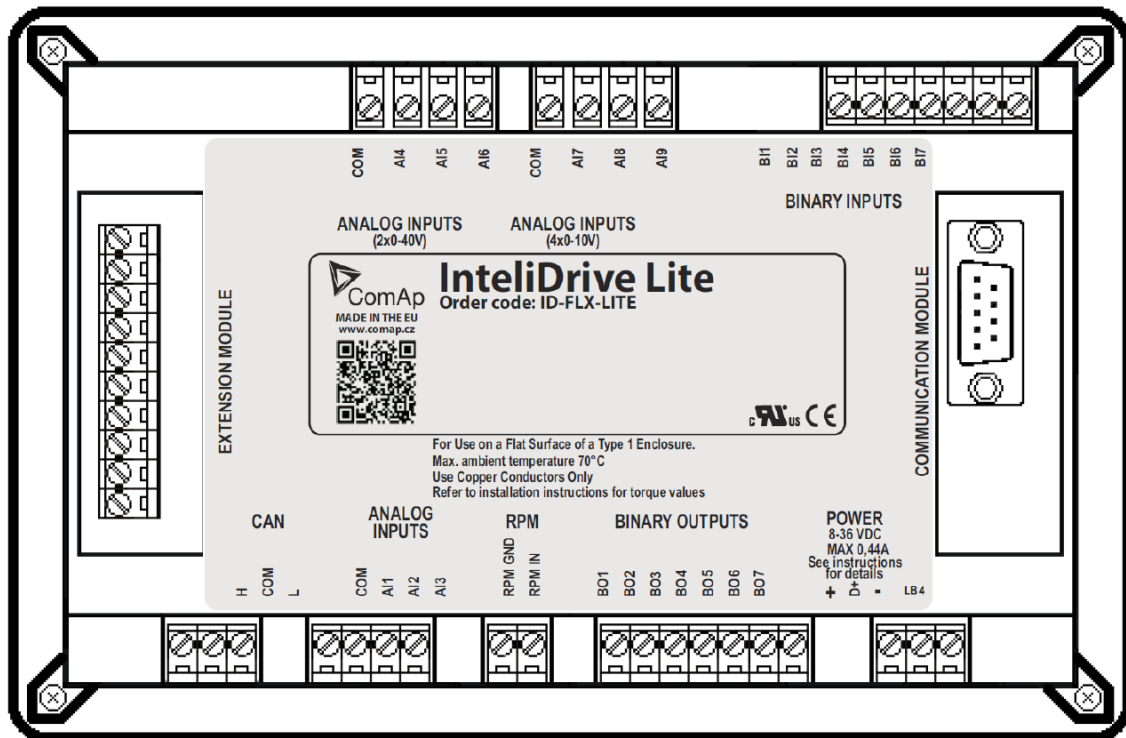 COM AI4 AI5 AI6 COM AI7 AI8 AI9 BI1 BI2 BI3 BI4 BI5 BI6 BI7
BINARY INPUTS
ANALOG INPUTS
(2x0-40V)
ANALOG INPUTS
(4x0-10V)
EXTENSION MODULE
ComAp
MADE IN THE EU
www.comap.cz
InteliDrive Lite
Order code: ID-FLX-LITE
c UR US CE
COMMUNICATION MODULE
For Use on a Flat Surface of a Type 1 Enclosure.
Max. ambient temperature 70°C
Use Copper Conductors Only
Refer to installation instructions for torque values
CAN
H COM L
ANALOG
INPUTS
COM AI1 AI2 AI3
RPM
RPM GND RPM IN
BINARY OUTPUTS
BO1 BO2 BO3 BO4 BO5 BO6 BO7
POWER
8-36 VDC
MAX 0,44A
See instructions
for details
+ D+ - LB4